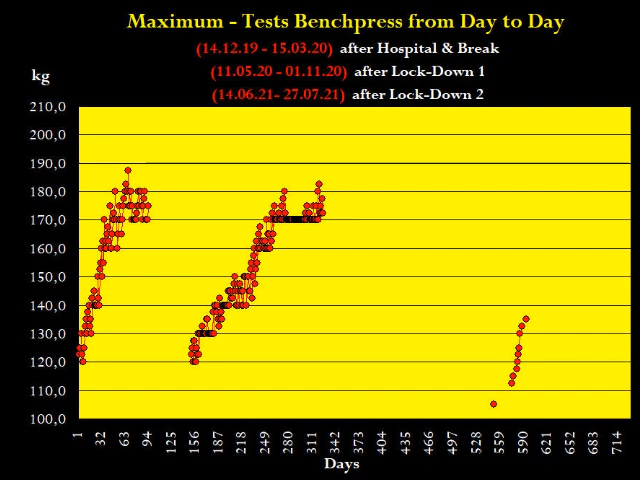 Maximum - Tests Benchpress from Day to Day
(14.12.19 - 15.03.20) after Hospital & Break
(11.05.20 - 01.11.20) after Lock-Down 1
(14.06.21- 27.07.21) after Lock-Down 2
kg
210,0
200,0
190,0
180,0
170,0
160,0
150,0
140,0
130,0
120,0
110,0
100,0
1 32 63 94 125 156 187 218 249 280 311 342 373 404 435 466 497 528 559 590 621 652 683 714
Days